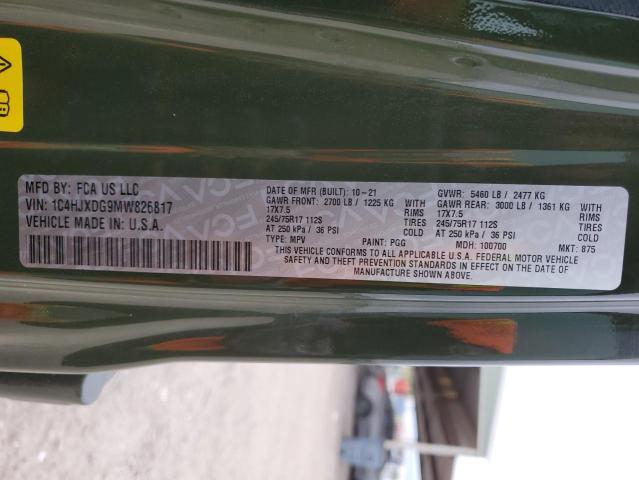 MFD BY: FCA US LLC
VIN: 1C4HJXDG9MW826817
VEHICLE MADE IN: U.S.A.
DATE OF MFR (BUILT): 10-21 GVWR: 5460 LB / 2477 KG
GAWR FRONT: 2700 LB / 1225 KG GAWR REAR: 3000 LB / 1361 KG
17X7.5 RIMS 17X7.5 RIMS
245/75R17 112S TIRES 245/75R17 112S TIRES
AT 250 kPa / 36 PSI COLD AT 250 kPa / 36 PSI COLD
TYPE: MPV PAINT: PGG MDH: 100700 MKT: 875
THIS VEHICLE CONFORMS TO ALL APPLICABLE U.S.A. FEDERAL MOTOR VEHICLE
SAFETY AND THEFT PREVENTION STANDARDS IN EFFECT ON THE DATE OF
MANUFACTURE SHOWN ABOVE.